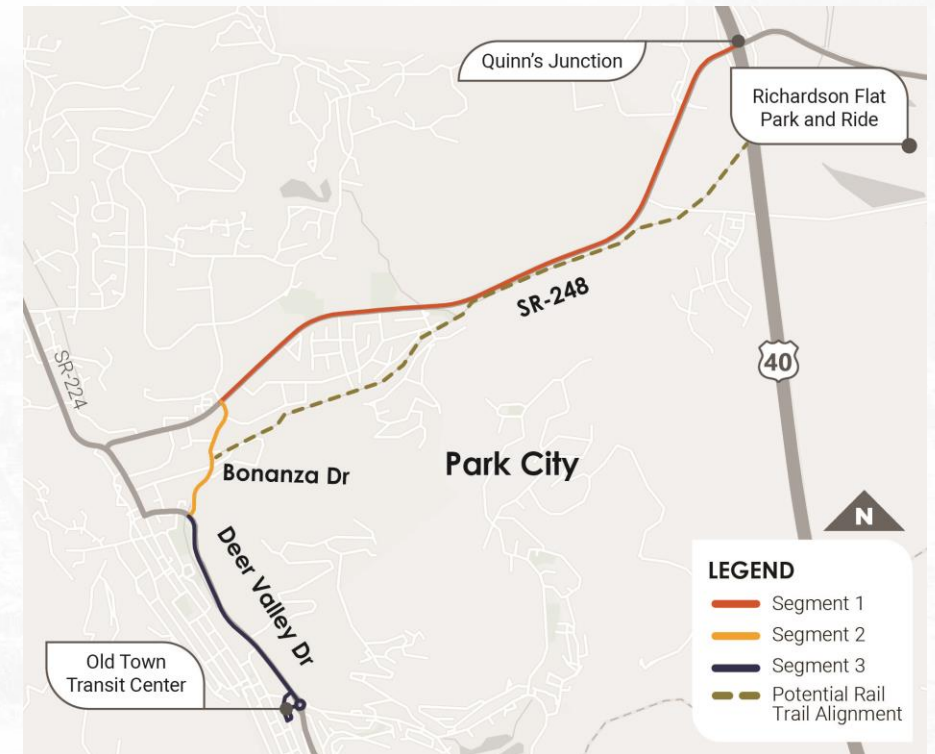 Quinn's Junction
Richardson Flat
Park and Ride
SR-248
SR-224
40
Bonanza Dr
Park City
N
Deer Valley Dr
Old Town
Transit Center
LEGEND
Segment 1
Segment 2
Segment 3
Potential Rail
Trail Alignment